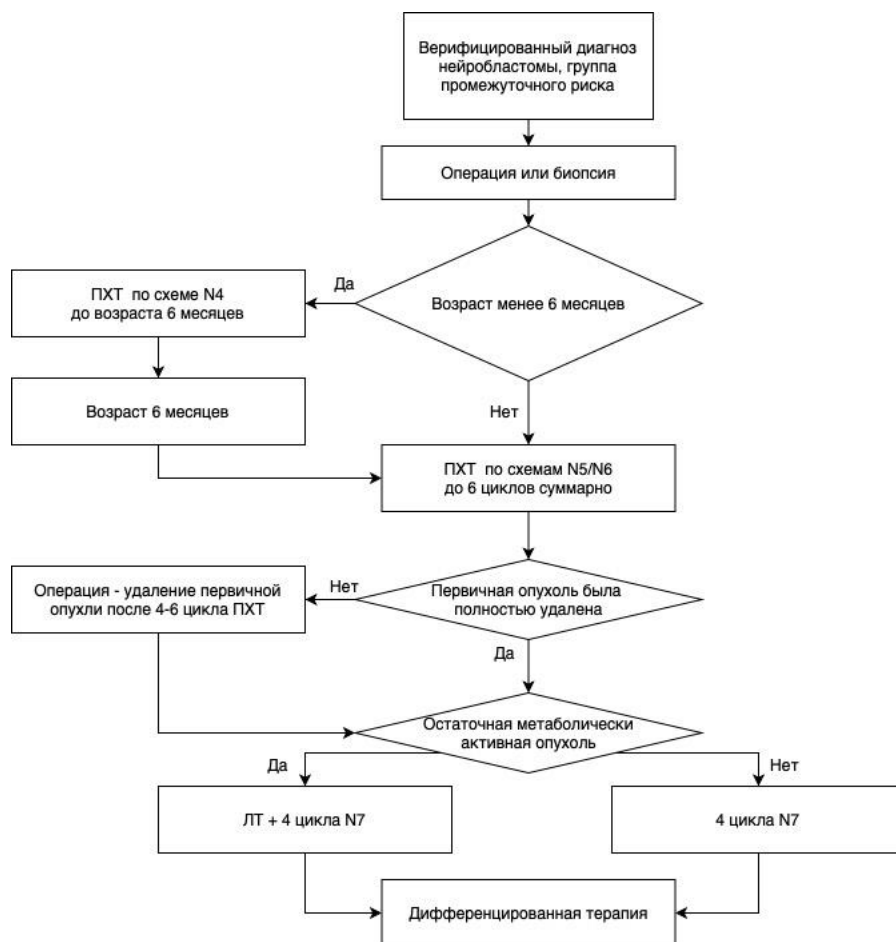 Верифицированный диагноз
нейробластомы, группа
промежуточного риска
Операция или биопсия
Возраст менее 6 месяцев
Да
ПХТ по схеме N4
до возраста 6 месяцев
Возраст 6 месяцев
Нет
ПХТ по схемам N5/N6
до 6 циклов суммарно
Первичная опухоль была
полностью удалена
Нет
Операция - удаление первичной
опухли после 4-6 цикла ПХТ
Да
Остаточная метаболически
активная опухоль
Да
Нет
ЛТ + 4 цикла N7
4 цикла N7
Дифференцированная терапия